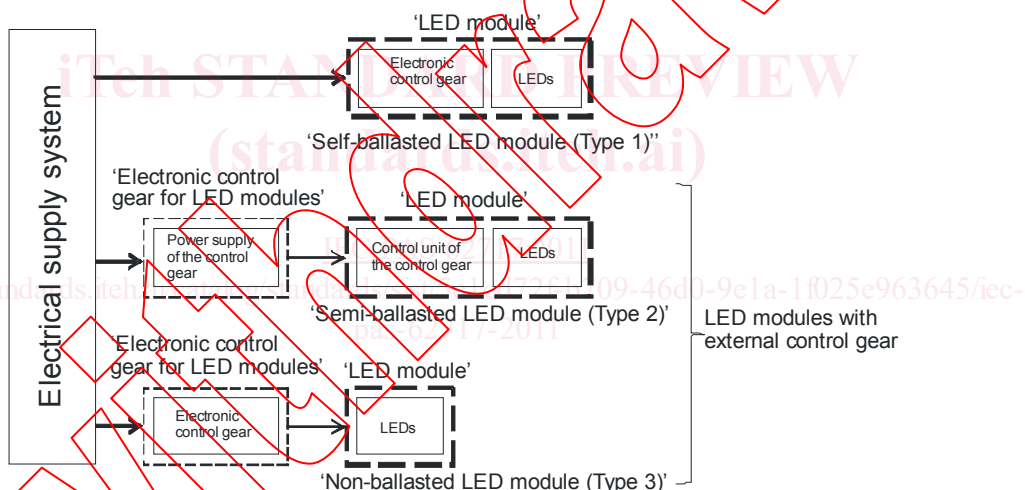 'LED module'
Electronic
control gear
LEDs
iTeh STANDARD PREVIEW
'Self-ballasted LED module (Type 1)''
(standards.iteh.ai)
Electrical supply system
'Electronic control
gear for LED modules'
'LED module'
Power supply
of the control
gear
Control unit of
the control gear
LEDs
'Semi-ballasted LED module (Type 2)'
LED modules with
external control gear
'Electronic control
gear for LED modules'
'LED module'
Electronic
control gear
LEDs
'Non-ballasted LED module (Type 3)'